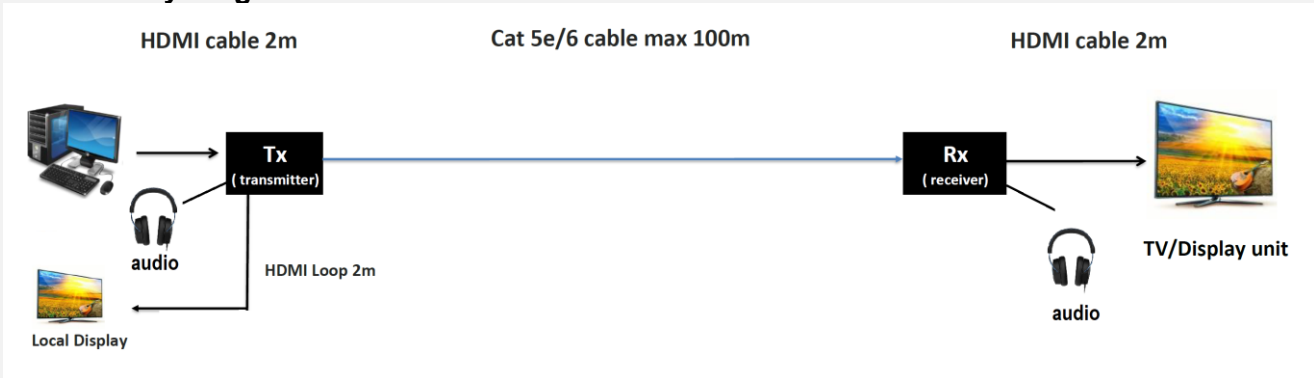 HDMI cable 2m
Cat 5e/6 cable max 100m
HDMI cable 2m
Tx
( transmitter)
Rx
( receiver)
audio
HDMI Loop 2m
Local Display
TV/Display unit
audio